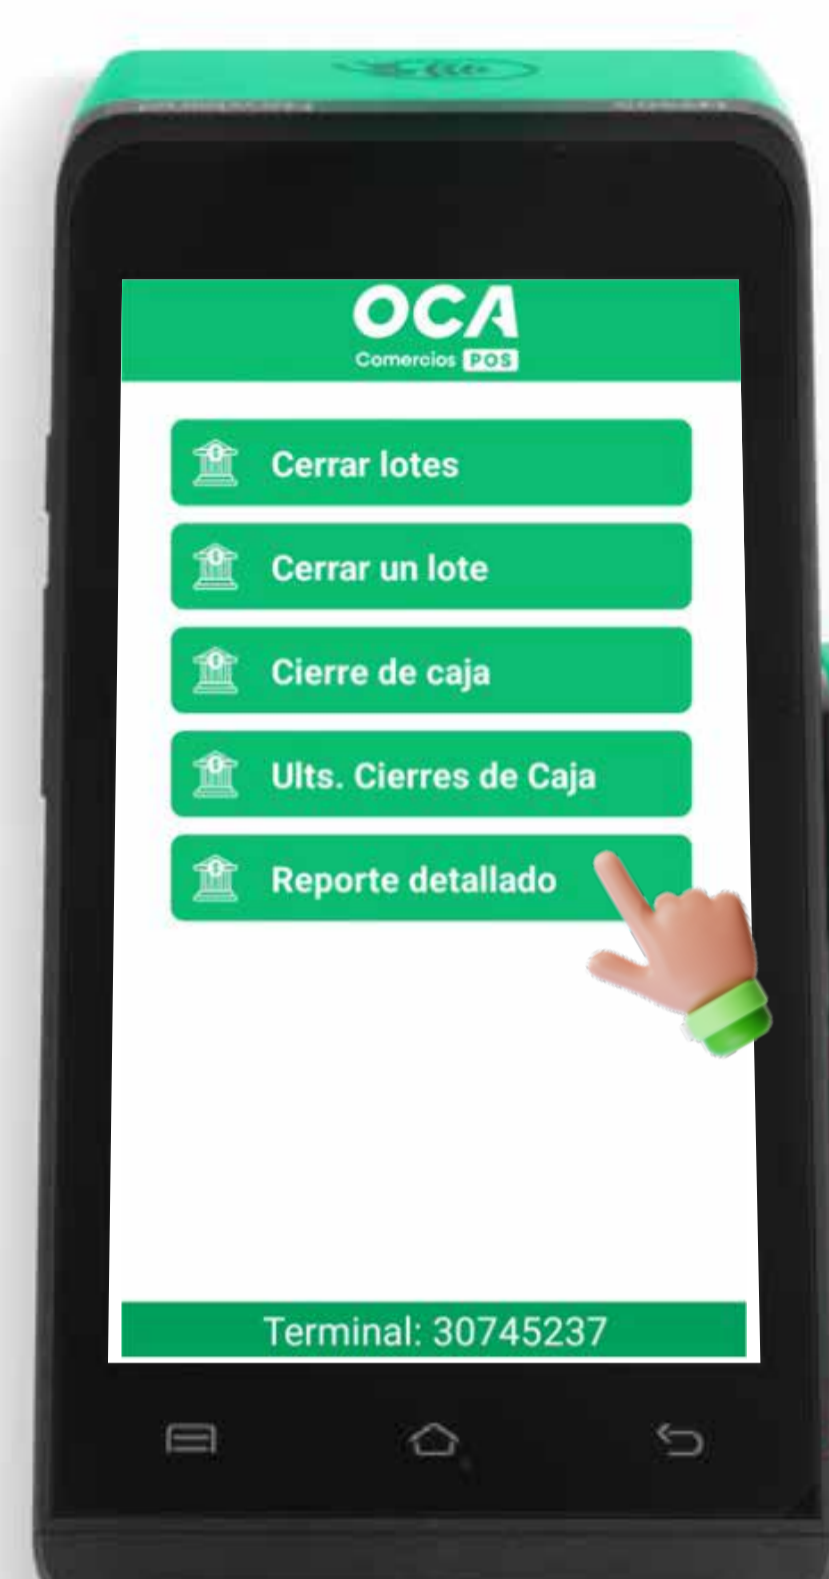 OCA
Comercios POS
Cerrar lotes
Cerrar un lote
Cierre de caja
Ults. Cierres de Caja
Reporte detallado
Terminal: 30745237